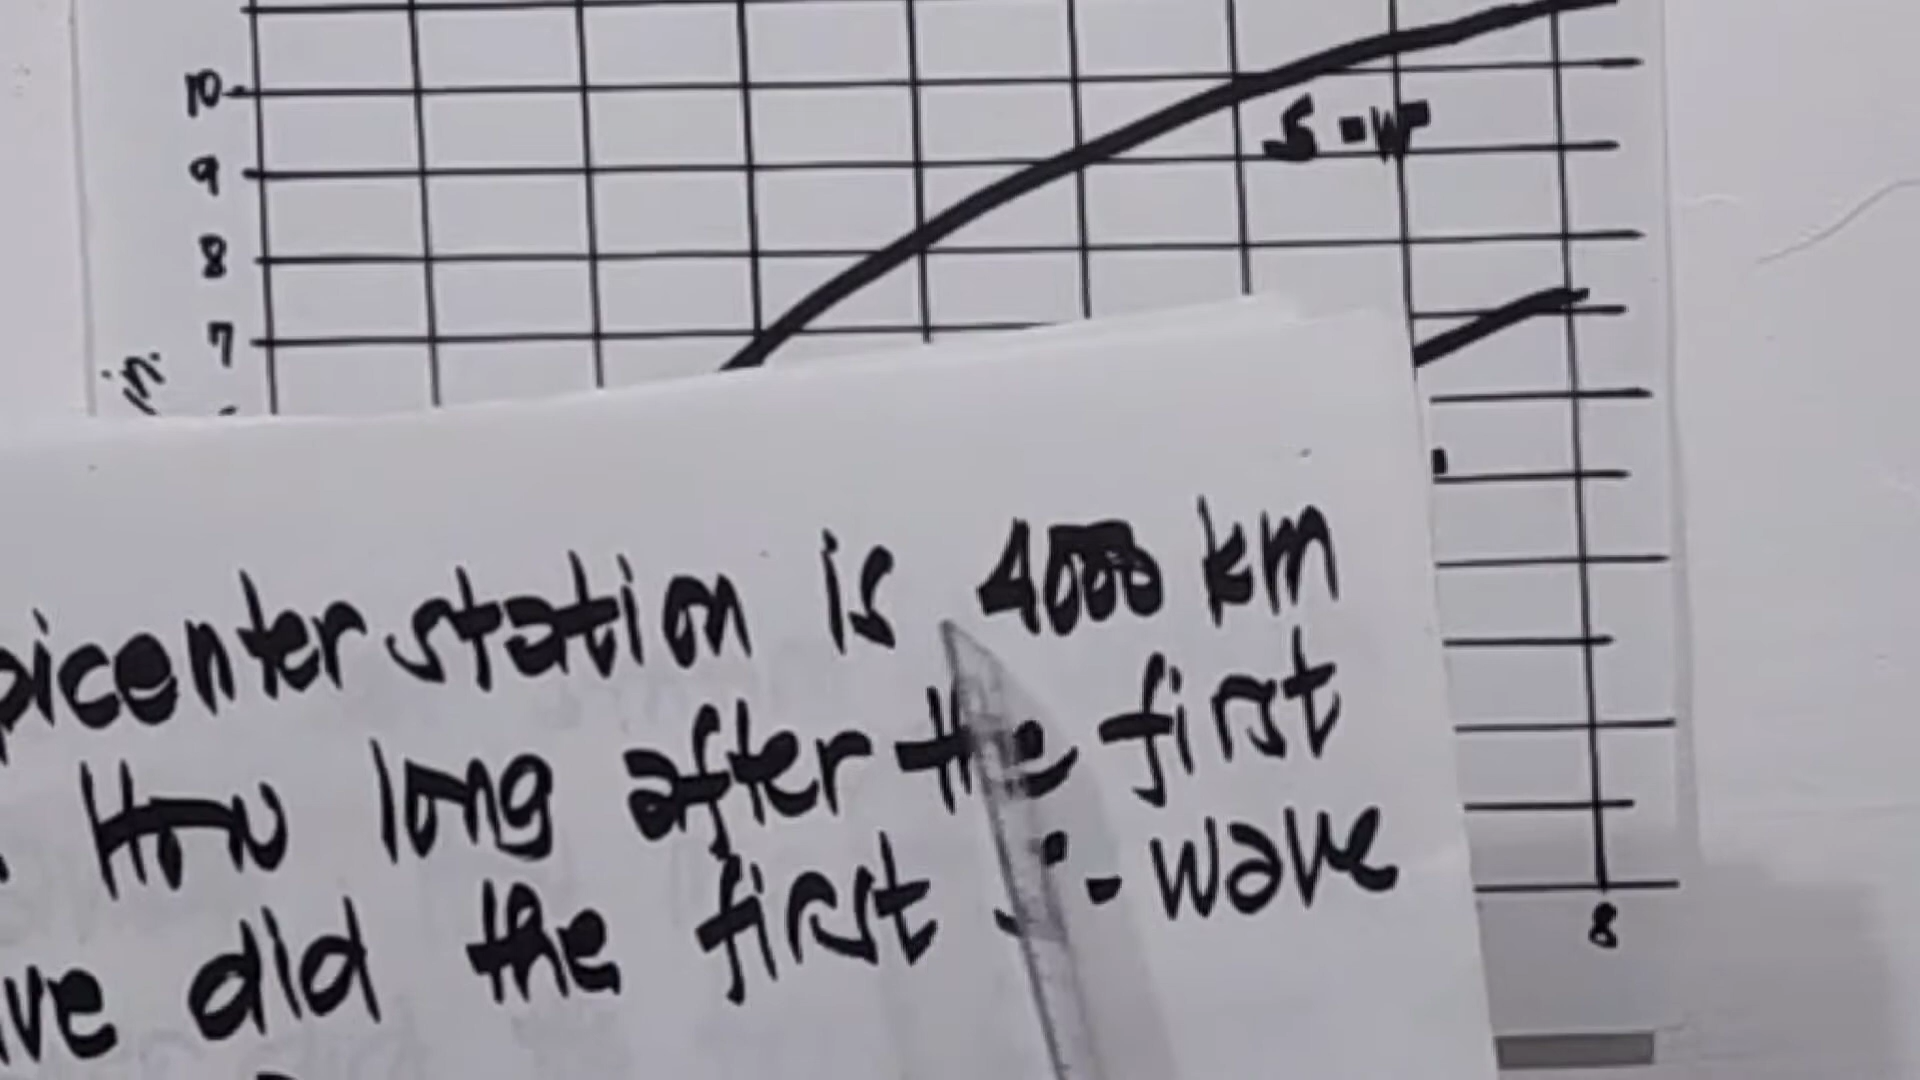 10
9
8
7
in.
S-W
picenter station is 4000 km
. How long after the first
ve did the first -wave
8